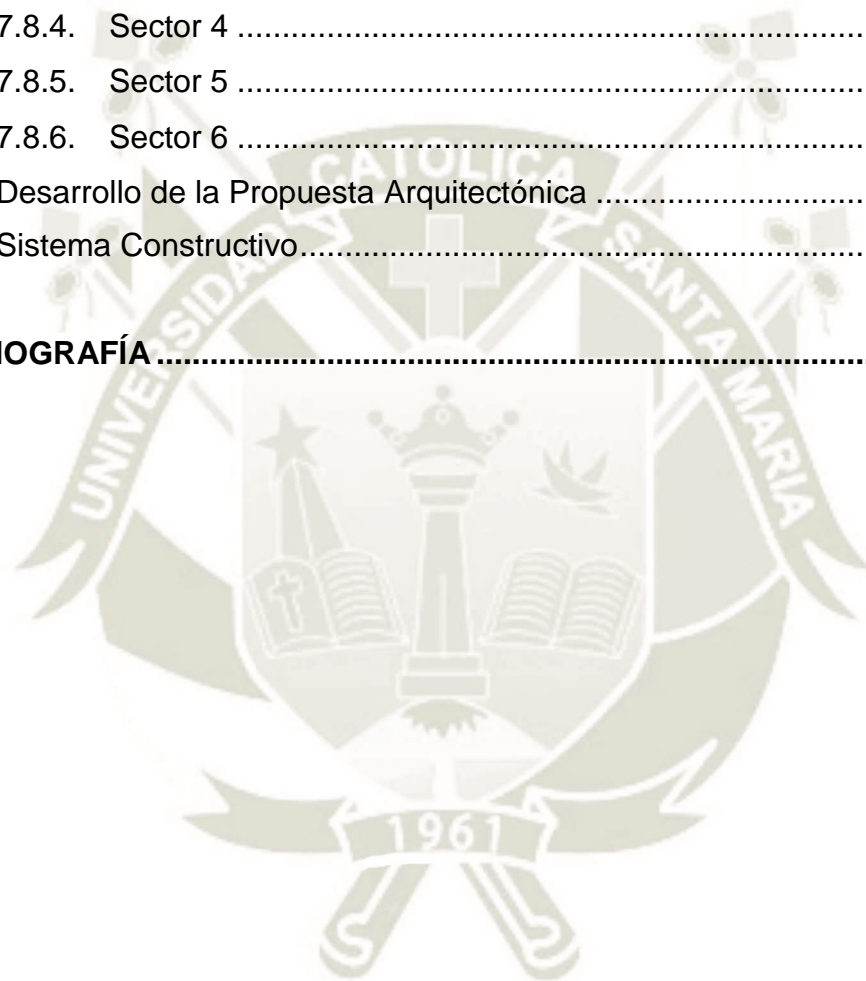 7.8.4. Sector 4 ............................................................................
7.8.5. Sector 5 ............................................................................
7.8.6. Sector 6 ............................................................................
Desarrollo de la Propuesta Arquitectónica ................................
Sistema Constructivo....................................................................
IOGRAFÍA .....................................................................................
UNIVERSIDAD CATOLICA SANTA MARIA
1961